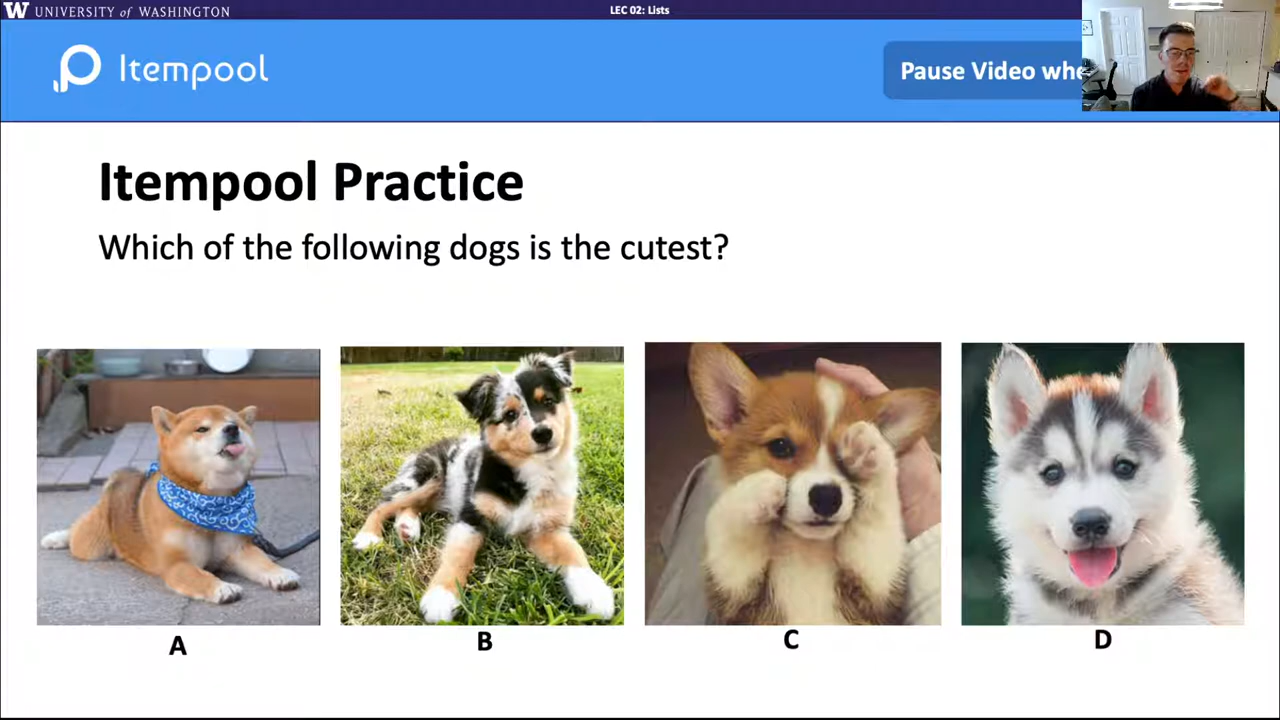 W UNIVERSITY of WASHINGTON
LEC 02: Lists
Itempool
Pause Video whe
Itempool Practice
Which of the following dogs is the cutest?
A
B
C
D